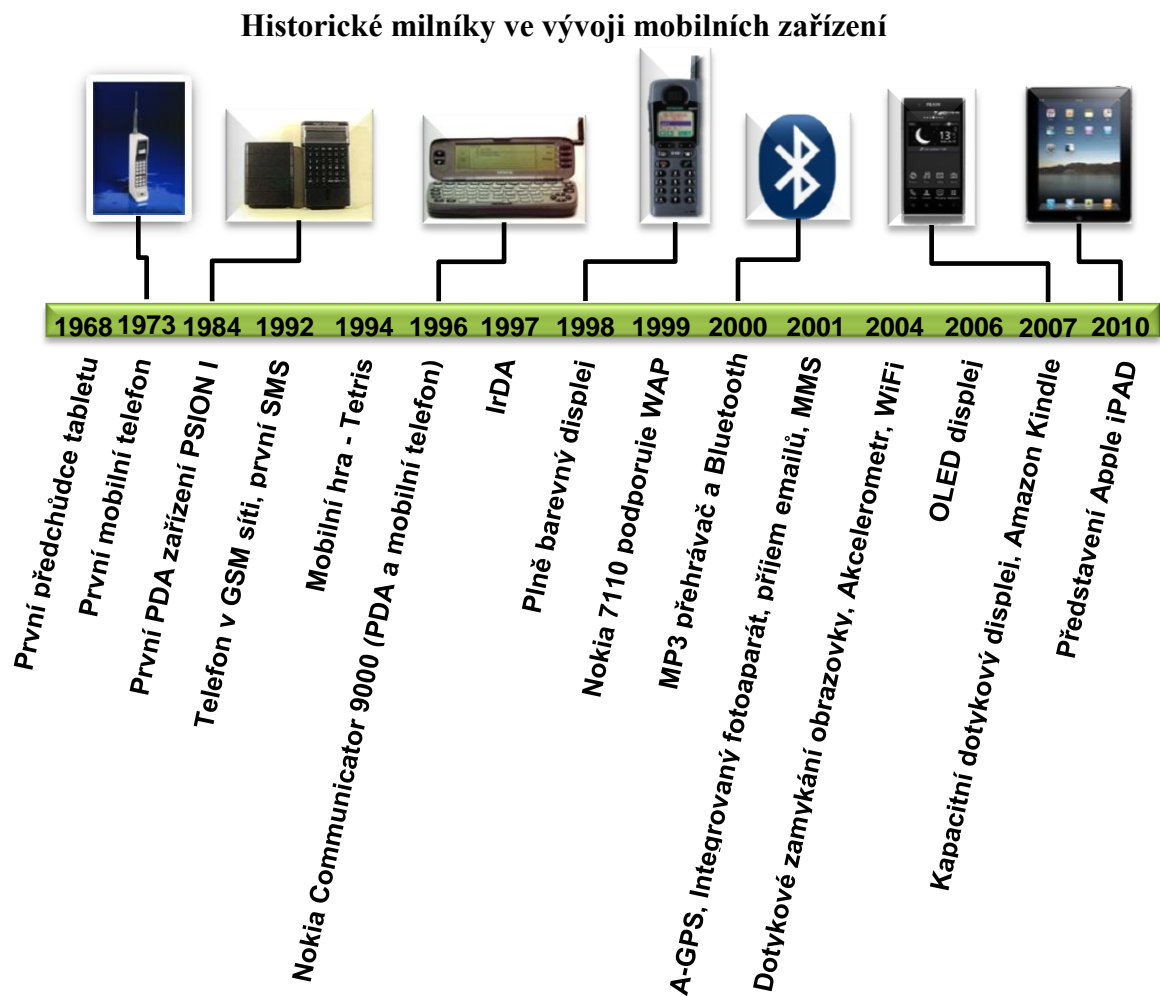 Historické milníky ve vývoji mobilních zařízení
1968 1973 1984 1992 1994 1996 1997 1998 1999 2000 2001 2004 2006 2007 2010
První předchůdce tabletu
První mobilní telefon
První PDA zařízení PSION I
Telefon v GSM síti, první SMS
Mobilní hra - Tetris
Nokia Communicator 9000 (PDA a mobilní telefon)
IrDA
Plně barevný displej
Nokia 7110 podporuje WAP
MP3 přehrávač a Bluetooth
A-GPS, Integrovaný fotoaparát, příjem emailů, MMS
Dotykové zamykání obrazovky, Akcelerometr, WiFi
OLED displej
Kapacitní dotykový displej, Amazon Kindle
Představení Apple iPAD